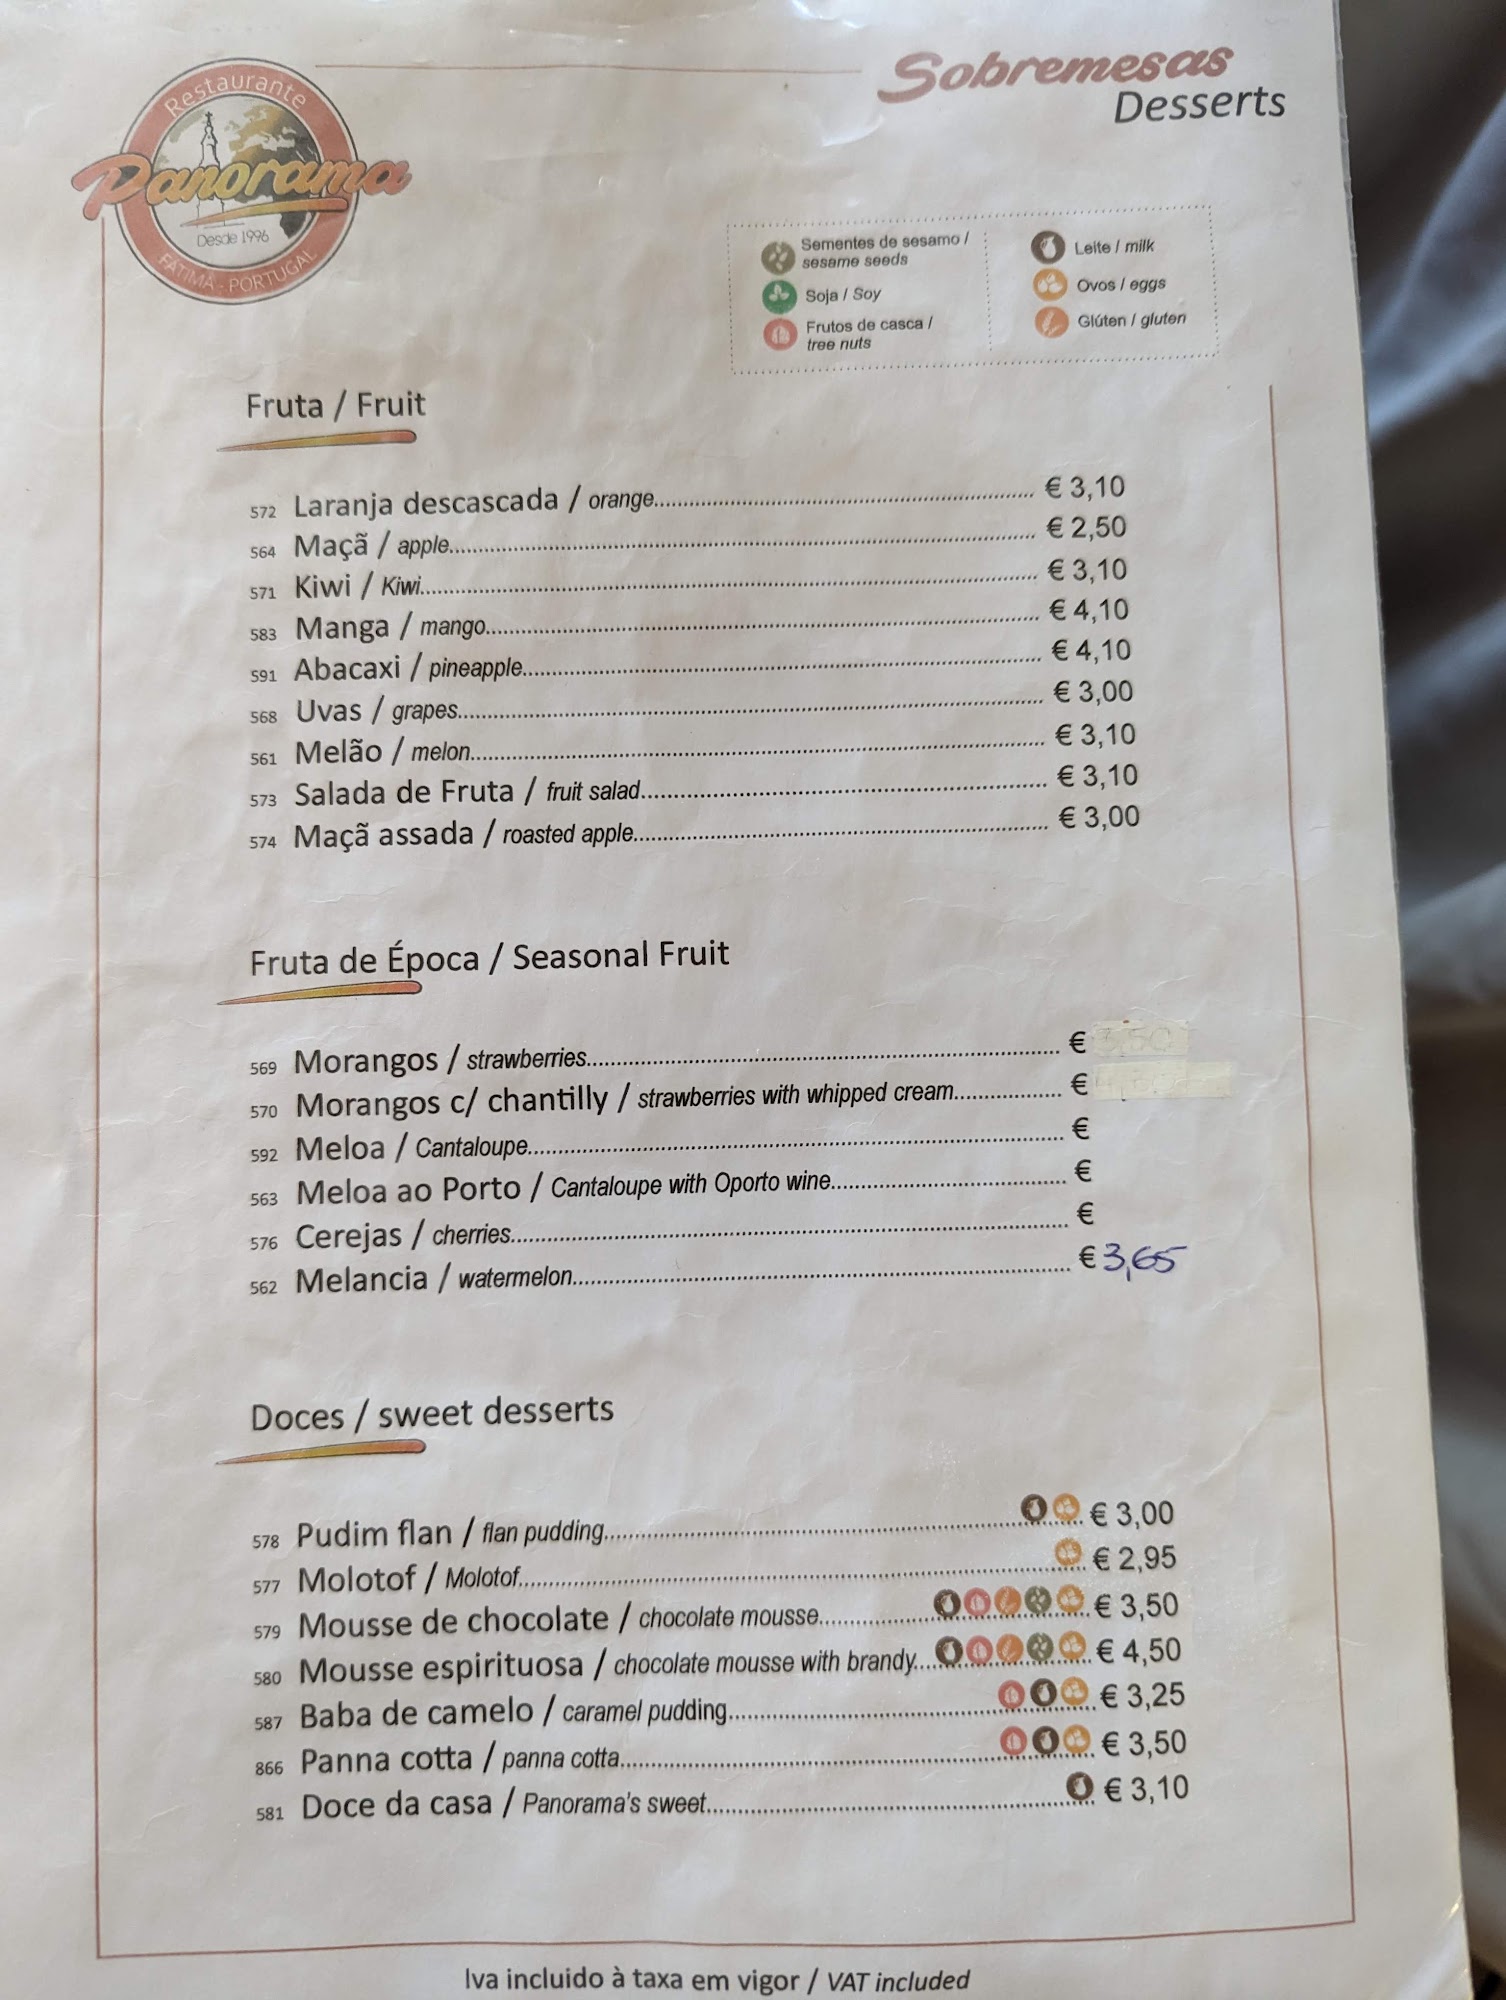 Restaurante
Panorama
Desde 1996
FÁTIMA - PORTUGAL
Sobremesas
Desserts
Sementes de sesamo /
sesame seeds
Soja / Soy
Frutos de casca /
tree nuts
Leite / milk
Ovos / eggs
Glúten / gluten
Fruta / Fruit
572 Laranja descascada / orange € 3,10
564 Maçã / apple € 2,50
571 Kiwi / Kiwi € 3,10
583 Manga / mango € 4,10
591 Abacaxi / pineapple € 4,10
568 Uvas / grapes € 3,00
561 Melão / melon € 3,10
573 Salada de Fruta / fruit salad € 3,10
574 Maçã assada / roasted apple € 3,00
Fruta de Época / Seasonal Fruit
569 Morangos / strawberries € 3,50
570 Morangos c/ chantilly / strawberries with whipped cream €
592 Meloa / Cantaloupe €
563 Meloa ao Porto / Cantaloupe with Oporto wine €
576 Cerejas / cherries €
562 Melancia / watermelon € 3,65
Doces / sweet desserts
578 Pudim flan / flan pudding € 3,00
577 Molotof / Molotof € 2,95
579 Mousse de chocolate / chocolate mousse € 3,50
580 Mousse espirituosa / chocolate mousse with brandy € 4,50
587 Baba de camelo / caramel pudding € 3,25
866 Panna cotta / panna cotta € 3,50
581 Doce da casa / Panorama's sweet € 3,10
Iva incluido à taxa em vigor / VAT included